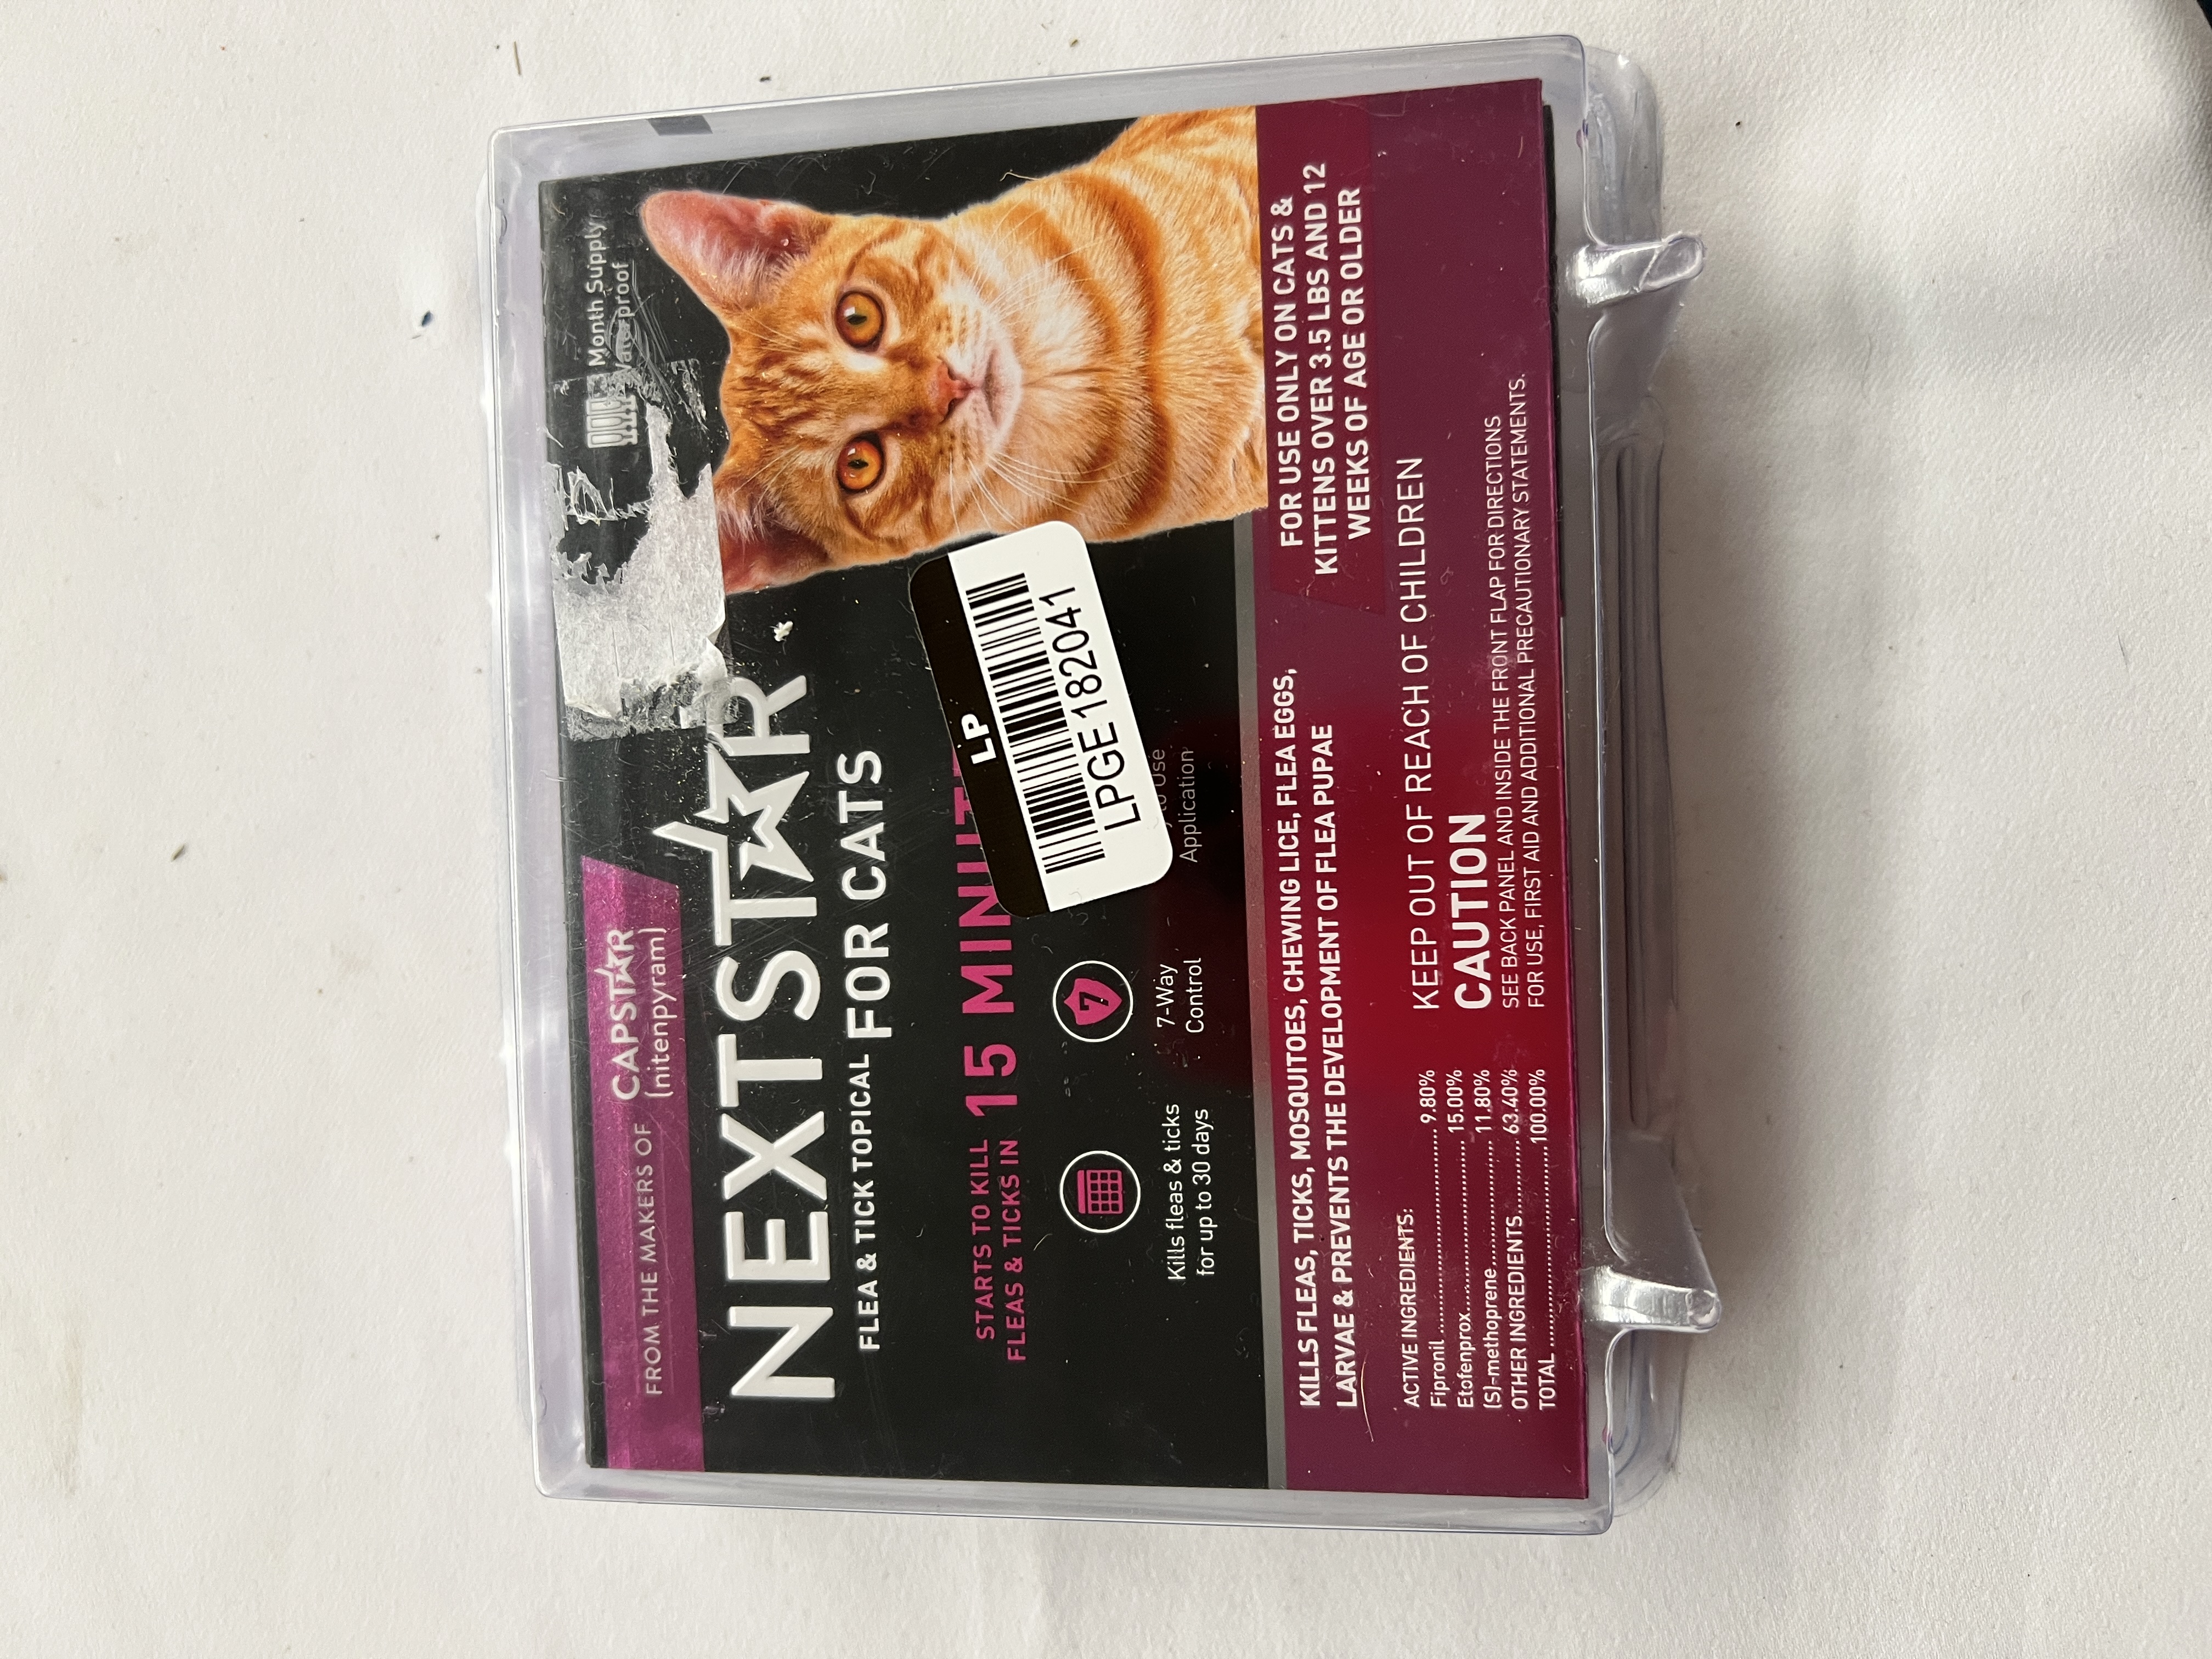 FROM THE MAKERS OF CAPSTAR
(nitenpyram)
Month Supply
NEXTSTAR
FLEA & TICK TOPICAL FOR CATS
STARTS TO KILL
FLEAS & TICKS IN 15
LP
LPGE182041
7
Kills fleas & ticks
for up to 30 days
7-Way
Control
Use
Application
KILLS FLEAS, TICKS, MOSQUITOES, CHEWING LICE, FLEA EGGS,
LARVAE & PREVENTS THE DEVELOPMENT OF FLEA PUPAE
FOR USE ONLY ON CATS &
KITTENS OVER 3.5 LBS AND 12
WEEKS OF AGE OR OLDER
ACTIVE INGREDIENTS:
Fipronil 9.80%
Etofenprox 15.00%
(S)-methoprene 11.80%
OTHER INGREDIENTS 63.40%
TOTAL 100.00%
KEEP OUT OF REACH OF CHILDREN
CAUTION
SEE BACK PANEL AND INSIDE THE FRONT FLAP FOR DIRECTIONS
FOR USE, FIRST AID AND ADDITIONAL PRECAUTIONARY STATEMENTS.